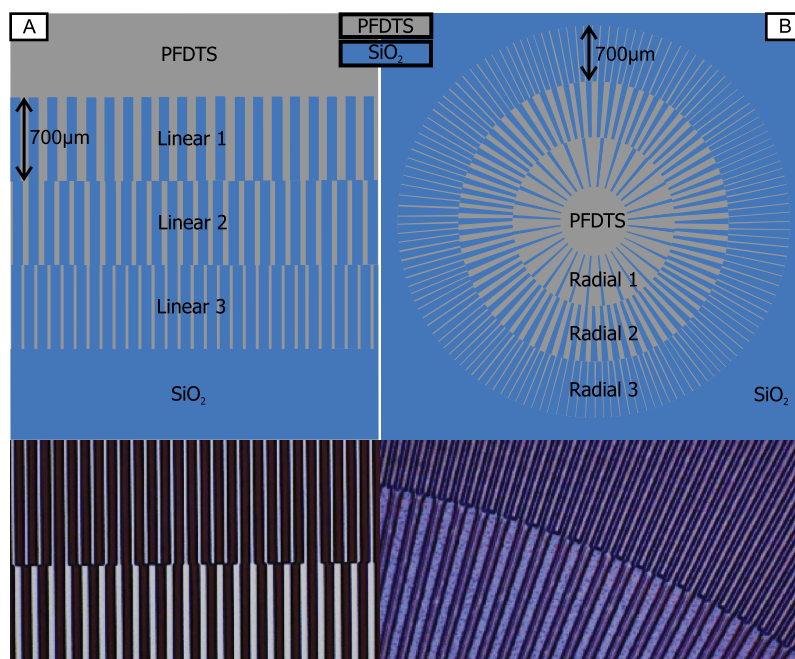 A
PFDTS
SiO₂
B
PFDTS
700µm
Linear 1
Linear 2
Linear 3
SiO₂
700µm
PFDTS
Radial 1
Radial 2
Radial 3
SiO₂